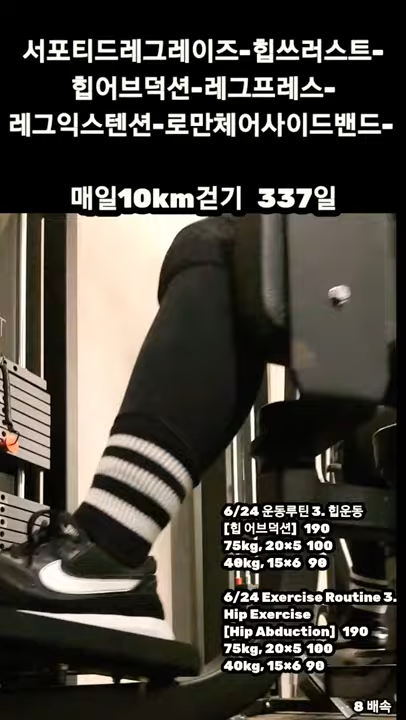 서포티드레그레이즈-힙쓰러스트-
힙어브덕션-레그프레스-
레그익스텐션-로만체어사이드밴드-
매일10km걷기 337일
6/24 운동루틴 3. 힙운동
[힙 어브덕션] 190
75kg, 20×5 100
40kg, 15×6 90
6/24 Exercise Routine 3.
Hip Exercise
[Hip Abduction] 190
75kg, 20×5 100
40kg, 15×6 90
8 배속